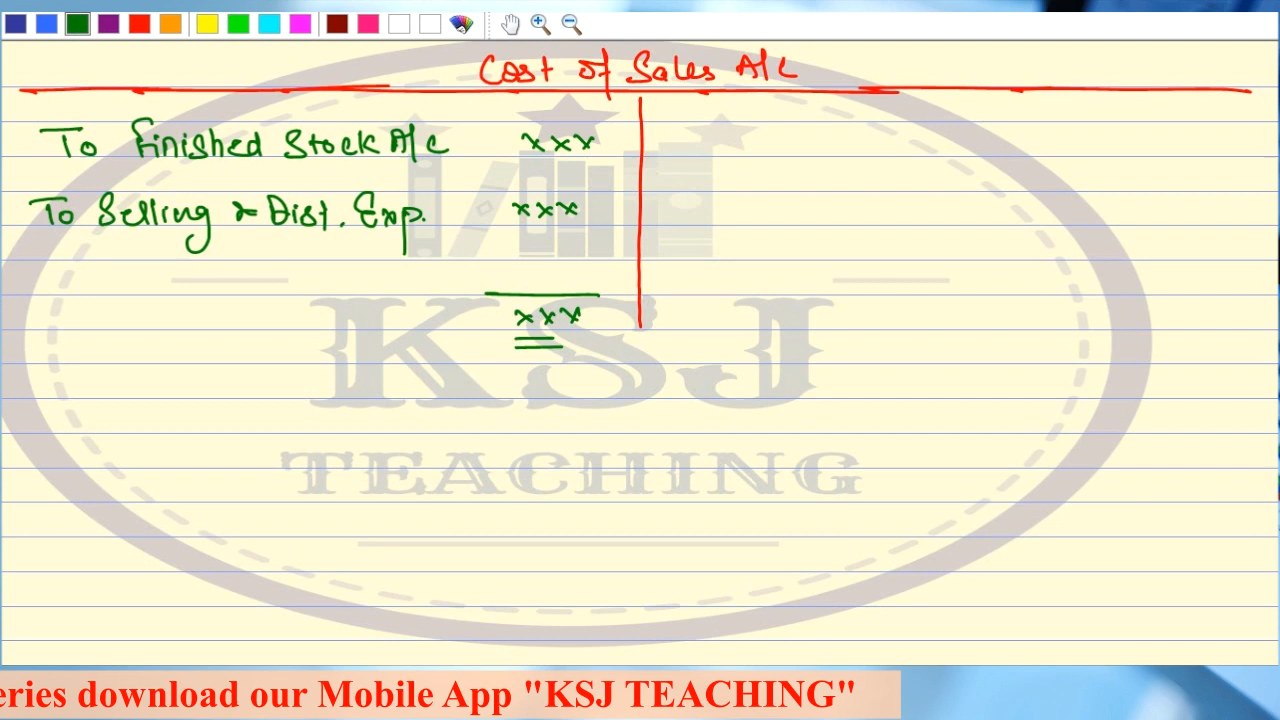 Cost of Sales A/C
To Finished Stock A/C xxx
To Selling & Dist. Exp. xxx
xxx
KSJ
TEACHING
eries download our Mobile App "KSJ TEACHING"